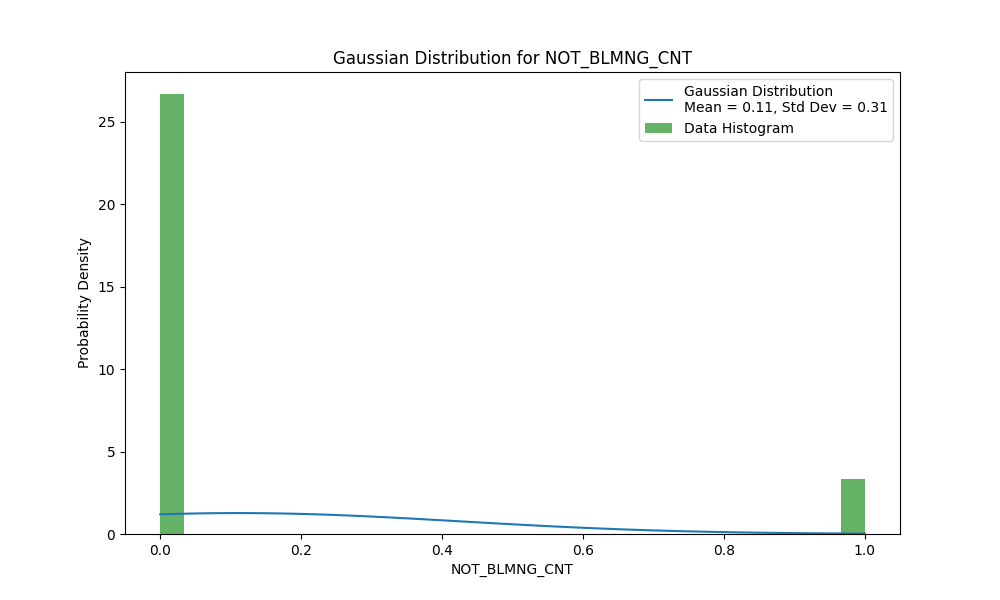 Gaussian Distribution for NOT_BLMNG_CNT
Gaussian Distribution
Mean = 0.11, Std Dev = 0.31
Data Histogram
Probability Density
25
20
15
10
5
0
0.0 0.2 0.4 0.6 0.8 1.0
NOT_BLMNG_CNT